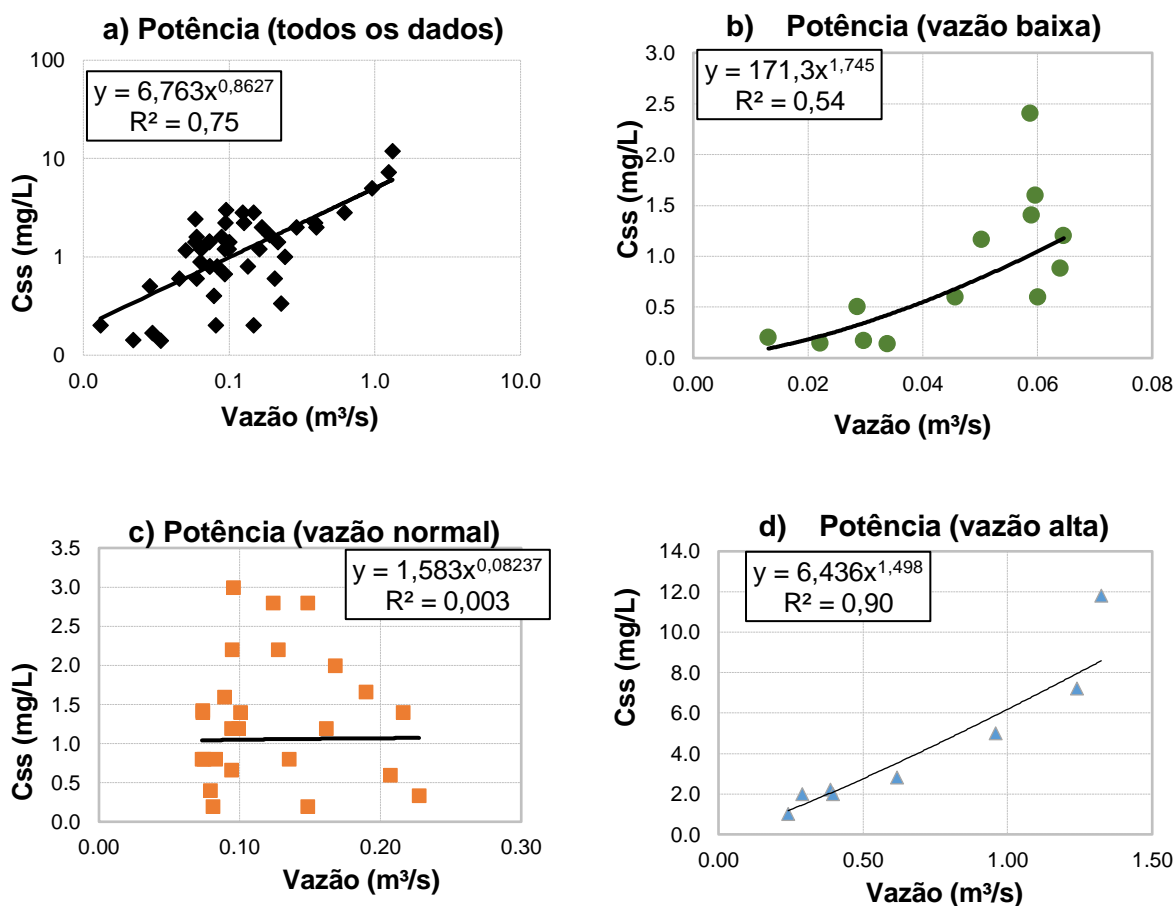 a) Potência (todos os dados)
y = 6,763x^0,8627
R² = 0,75
100
10
1
0
0.0
0.1
1.0
10.0
Css (mg/L)
Vazão (m³/s)
b) Potência (vazão baixa)
y = 171,3x^1,745
R² = 0,54
3.0
2.5
2.0
1.5
1.0
0.5
0.0
0.00
0.02
0.04
0.06
0.08
Css (mg/L)
Vazão (m³/s)
c) Potência (vazão normal)
y = 1,583x^0,08237
R² = 0,003
3.5
3.0
2.5
2.0
1.5
1.0
0.5
0.0
0.00
0.10
0.20
0.30
Css (mg/L)
Vazão (m³/s)
d) Potência (vazão alta)
y = 6,436x^1,498
R² = 0,90
14.0
12.0
10.0
8.0
6.0
4.0
2.0
0.0
0.00
0.50
1.00
1.50
Css (mg/L)
Vazão (m³/s)